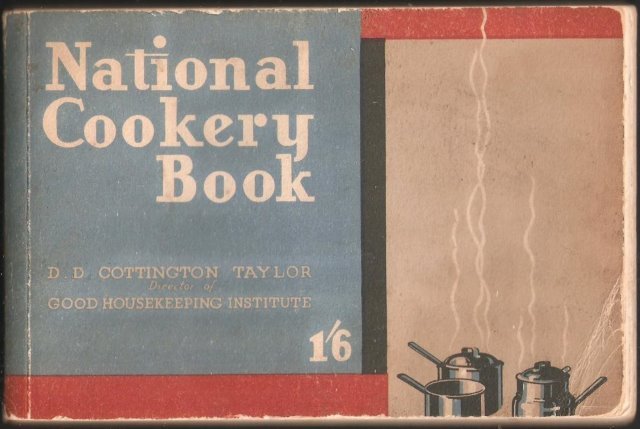 National
Cookery
Book
D. D COTTINGTON TAYLOR
Director of
GOOD HOUSEKEEPING INSTITUTE
1/6